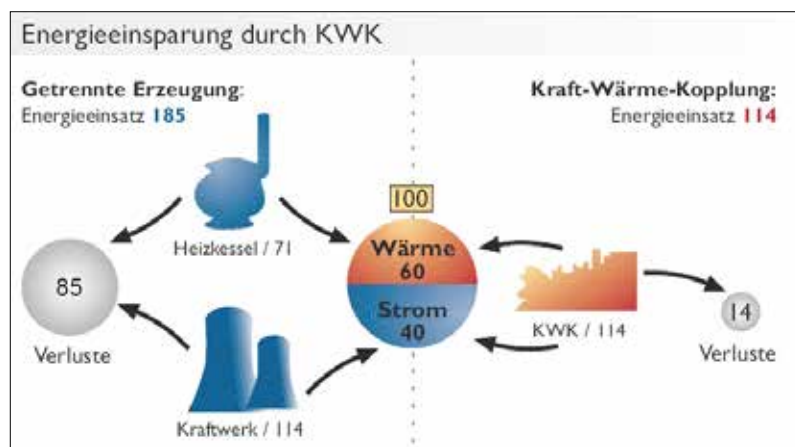 Energieeinsparung durch KWK
Getrennte Erzeugung:
Energieeinsatz 185
Kraft-Wärme-Kopplung:
Energieeinsatz 114
100
Heizkessel / 71
Wärme
60
85
Strom
40
KWK / 114
14
Verluste
Verluste
Kraftwerk / 114